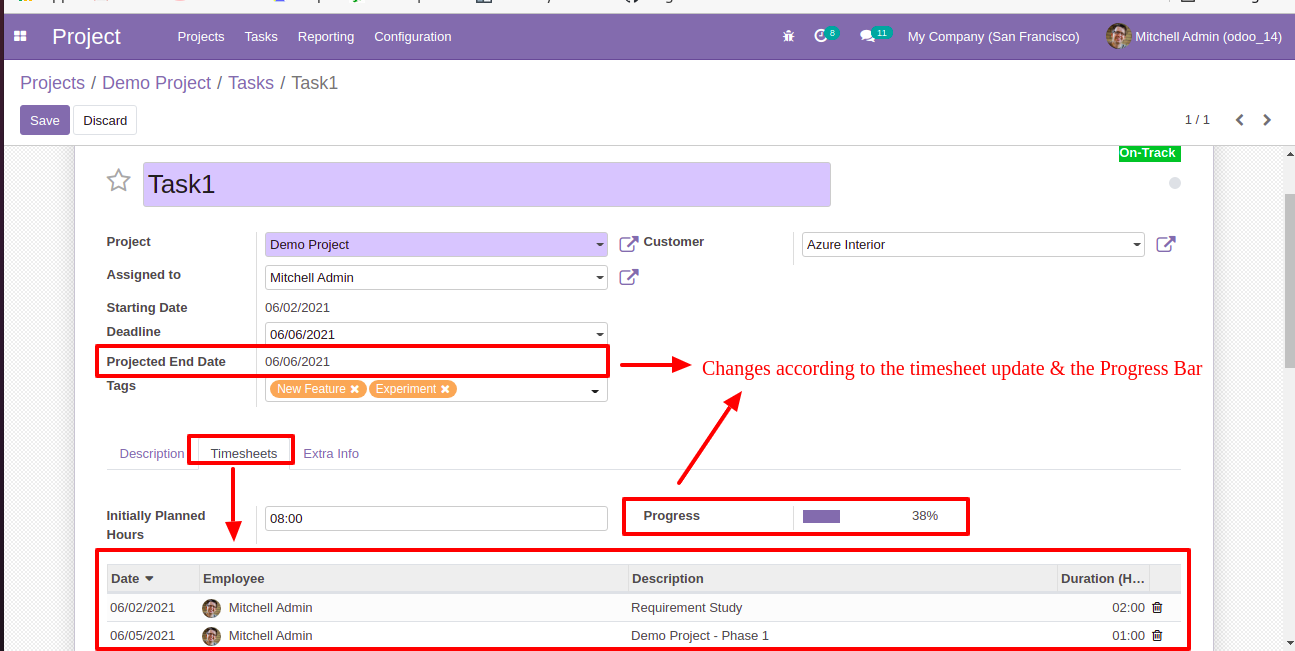 Project Projects Tasks Reporting Configuration 8 11 My Company (San Francisco) Mitchell Admin (odoo_14)
Projects / Demo Project / Tasks / Task1
Save Discard 1 / 1
On-Track
Task1
Project Demo Project Customer Azure Interior
Assigned to Mitchell Admin
Starting Date 06/02/2021
Deadline 06/06/2021
Projected End Date 06/06/2021
Changes according to the timesheet update & the Progress Bar
Tags New Feature ✖ Experiment ✖
Description Timesheets Extra Info
Initially Planned Hours 08:00
Progress 38%
Date Employee Description Duration (H...
06/02/2021 Mitchell Admin Requirement Study 02:00
06/05/2021 Mitchell Admin Demo Project - Phase 1 01:00